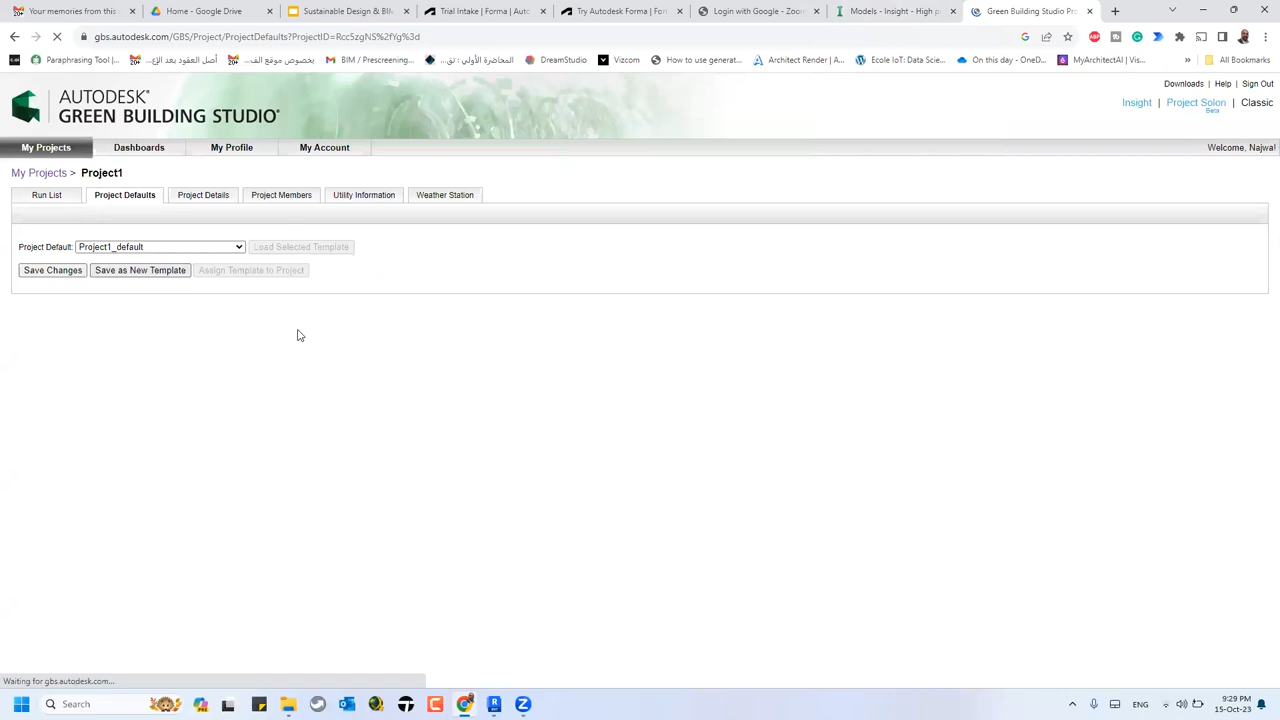 Your memories from this
Home - Google Drive
Sustainable Design & BIM
Trial Intake | Forma | Auto
Try Autodesk Forma | Fon
Login with Google - Zoom
Models - Insight - High p
Green Building Studio Pro
gbs.autodesk.com/GBS/Project/ProjectDefaults?ProjectID=Rcc5zgNS%2fYg%3d
Paraphrasing Tool |
أصل العقود بعد الإع...
بخصوص موقع الف...
BIM / Prescreening...
المحاضرة الأولى : تق...
DreamStudio
Vizcom
How to use generat...
Architect Render | A...
Ecole IoT: Data Scie...
On this day - OneD...
MyArchitectAI | Vis...
»
All Bookmarks
Downloads | Help | Sign Out
AUTODESK®
GREEN BUILDING STUDIO®
Insight | Project Solon | Classic
Beta
My Projects Dashboards My Profile My Account
Welcome, Najwa!
My Projects > Project1
Run List Project Defaults Project Details Project Members Utility Information Weather Station
Project Default: Project1_default Load Selected Template
Save Changes Save as New Template Assign Template to Project
Waiting for gbs.autodesk.com...
Search
ENG
9:29 PM
15-Oct-23